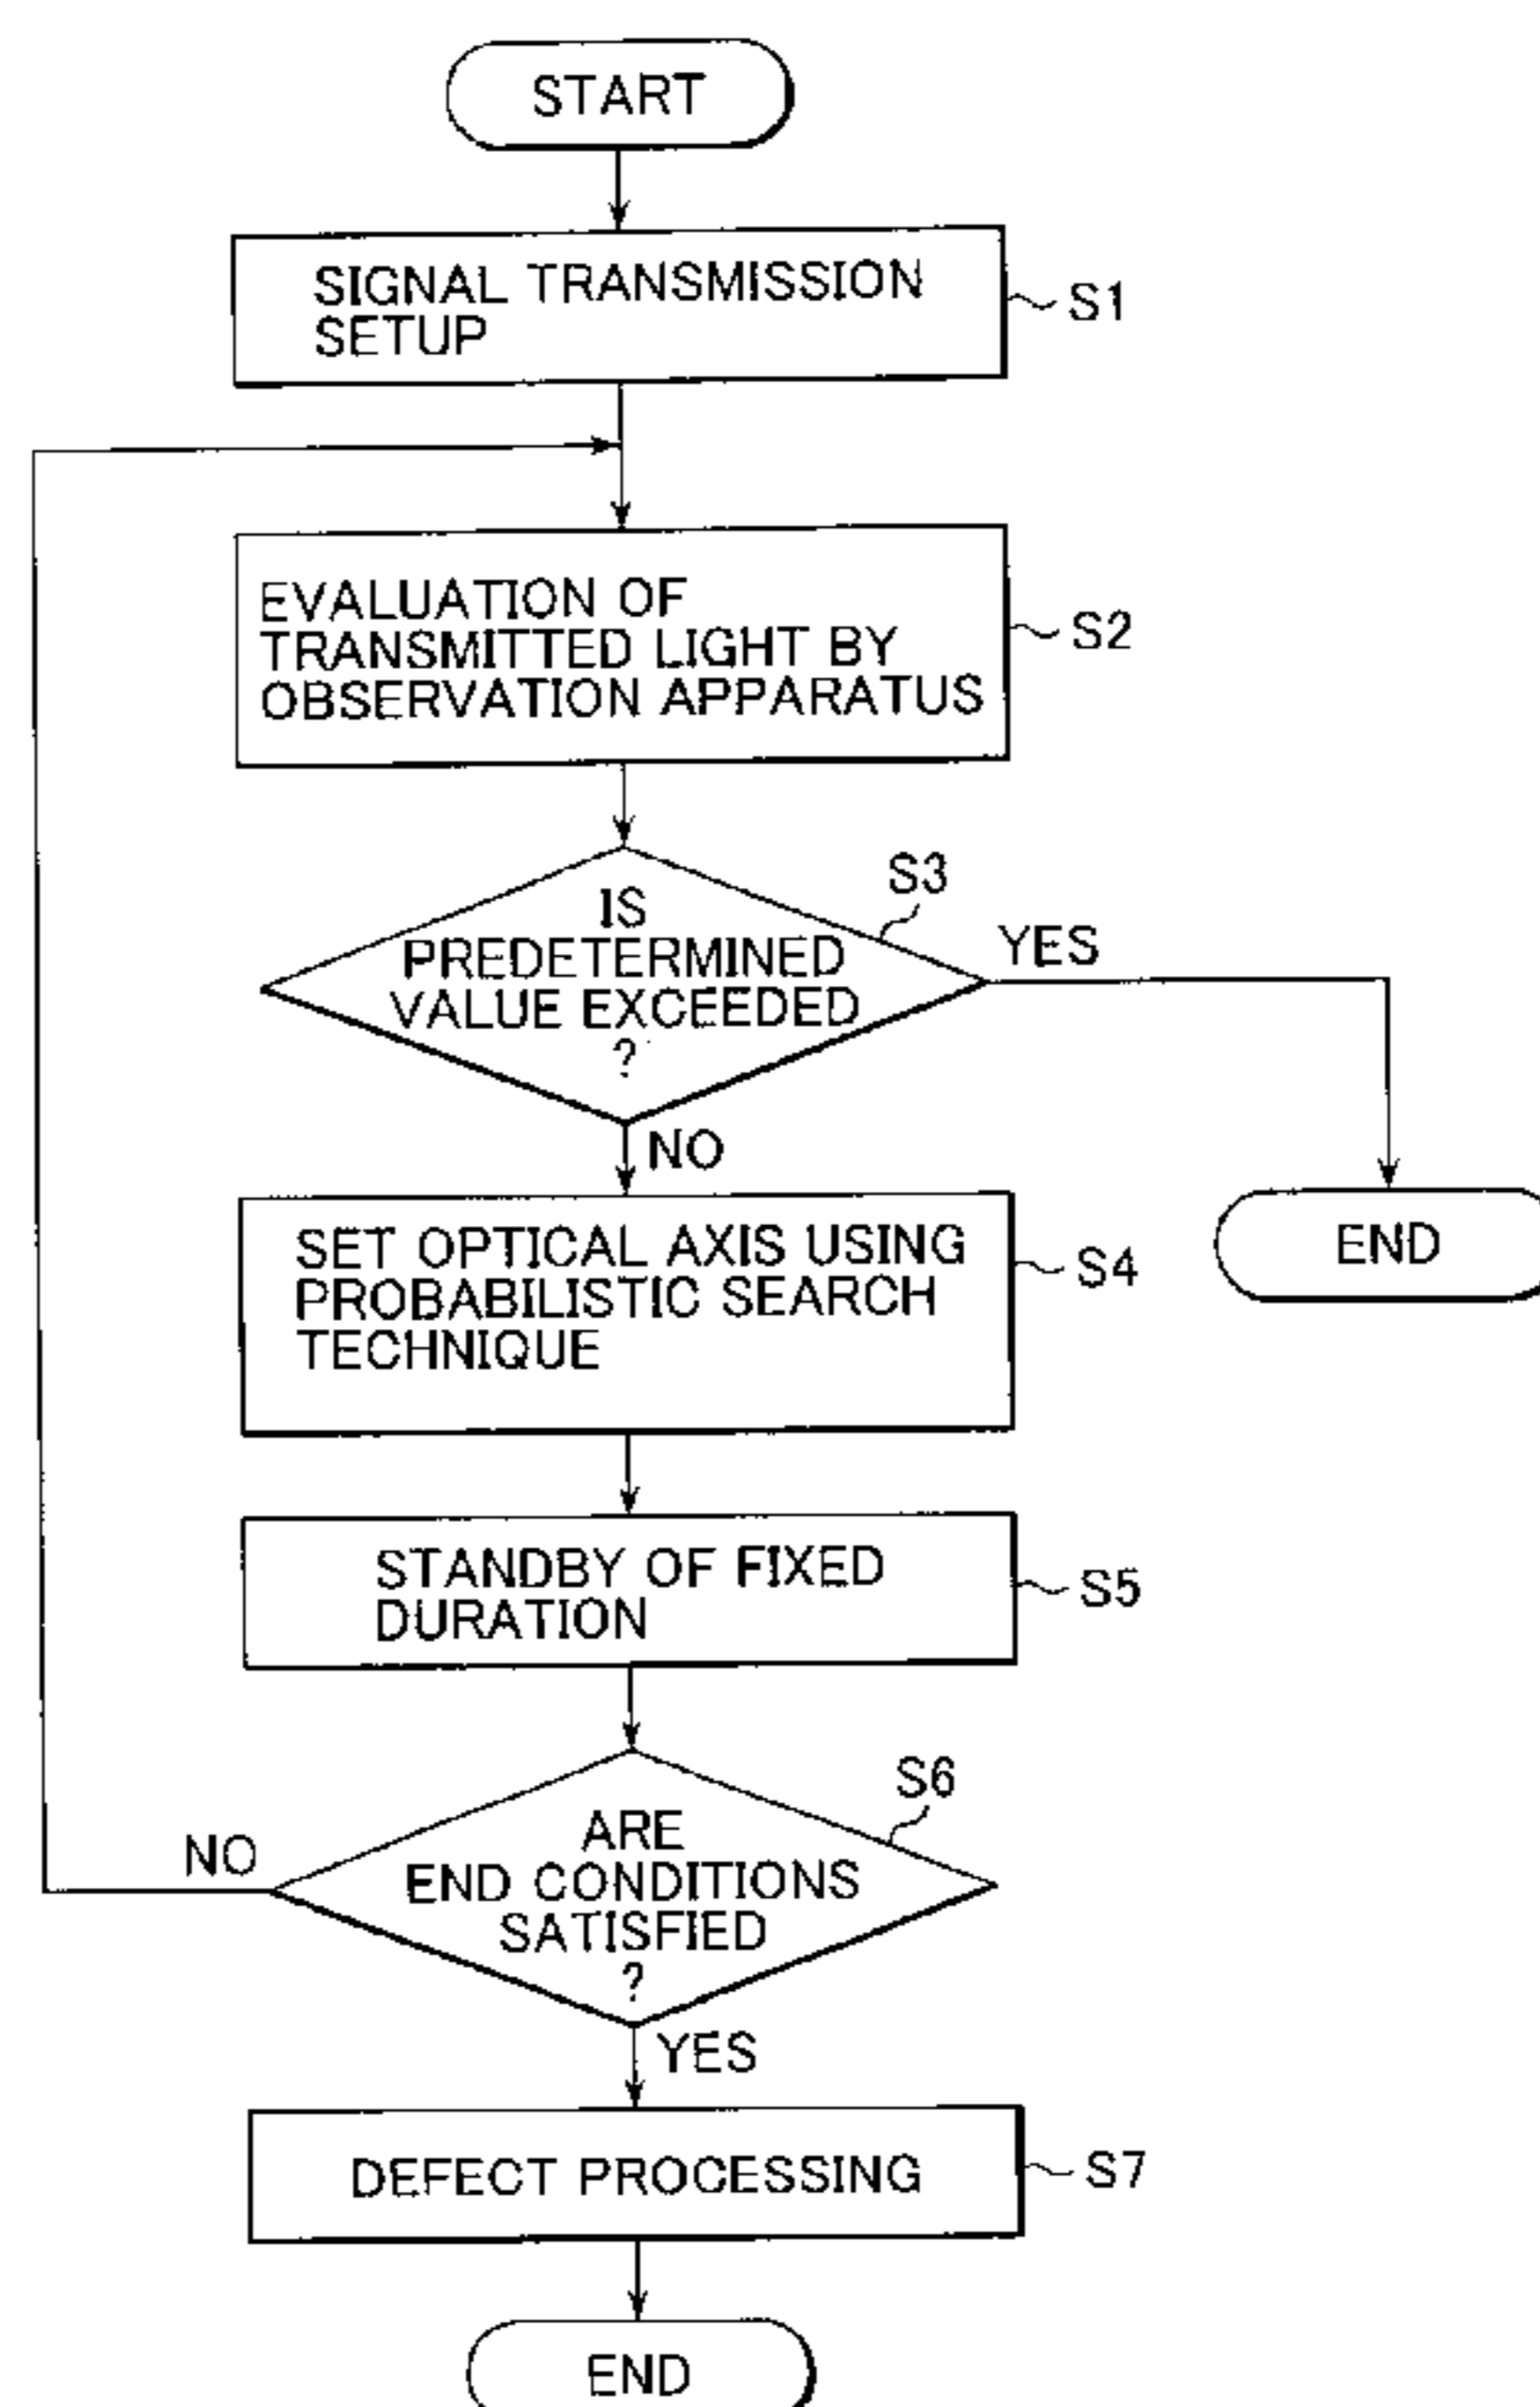 START
SIGNAL TRANSMISSION
SETUP
S1
EVALUATION OF
TRANSMITTED LIGHT BY
OBSERVATION APPARATUS
S2
S3
IS
PREDETERMINED
VALUE EXCEEDED
?
YES
NO
SET OPTICAL AXIS USING
PROBABILISTIC SEARCH
TECHNIQUE
S4
END
STANDBY OF FIXED
DURATION
S5
S6
ARE
END CONDITIONS
SATISFIED
?
NO
YES
DEFECT PROCESSING
S7
END